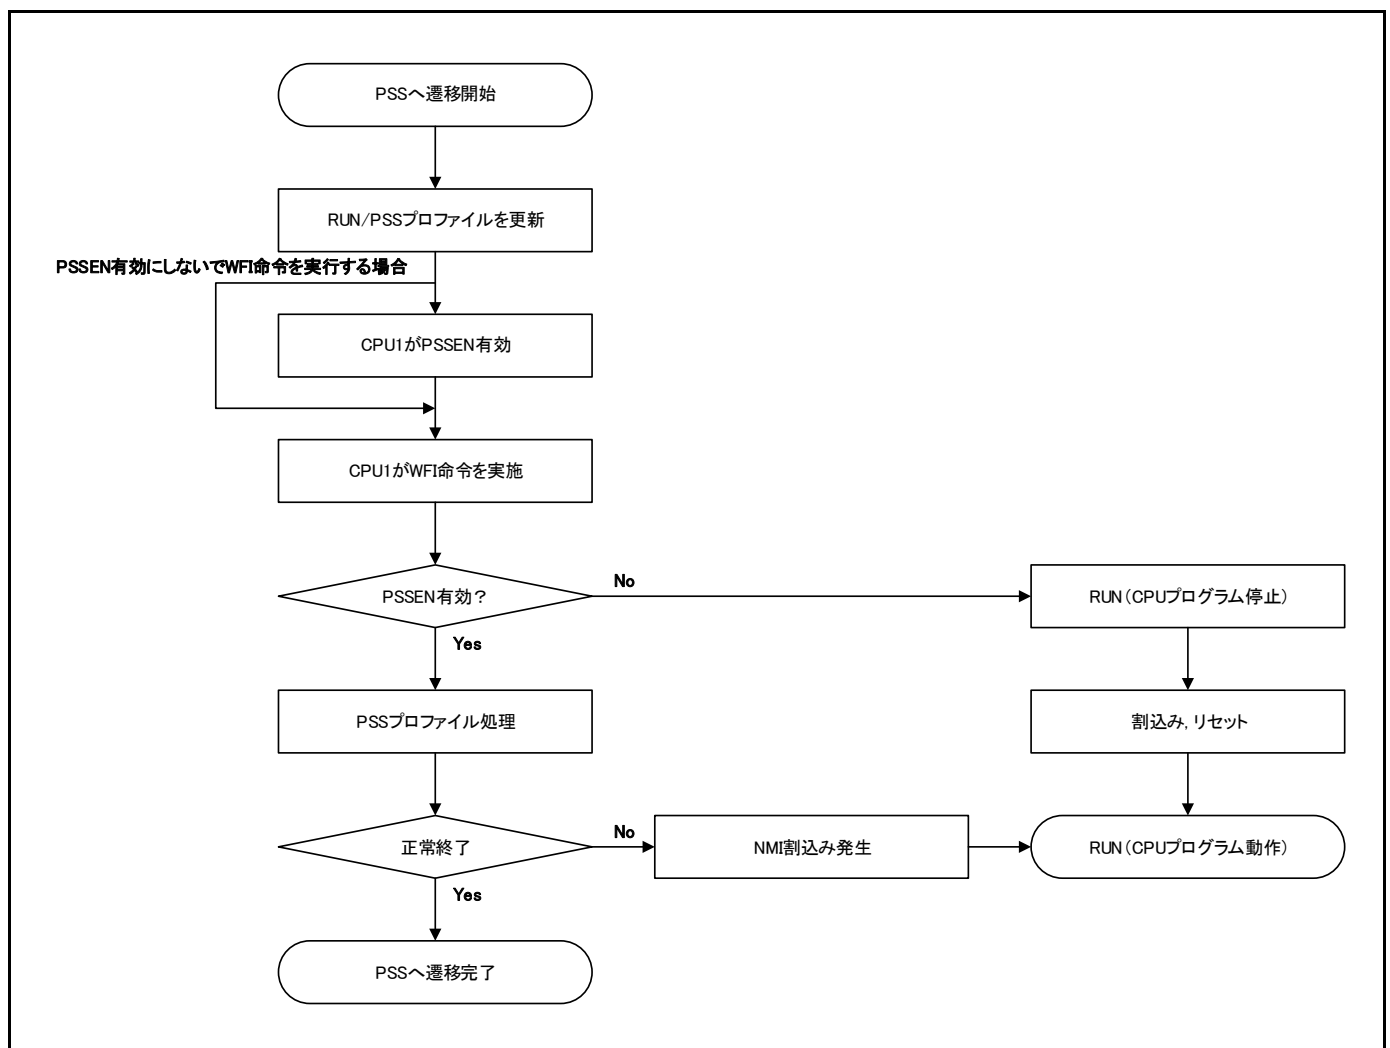 PSSへ遷移開始
RUN/PSSプロファイルを更新
PSSEN有効にしないでWFI命令を実行する場合
CPU1がPSSEN有効
CPU1がWFI命令を実施
PSSEN有効？
No
RUN（CPUプログラム停止）
Yes
PSSプロファイル処理
割込み, リセット
正常終了
No
NMI割込み発生
RUN（CPUプログラム動作）
Yes
PSSへ遷移完了